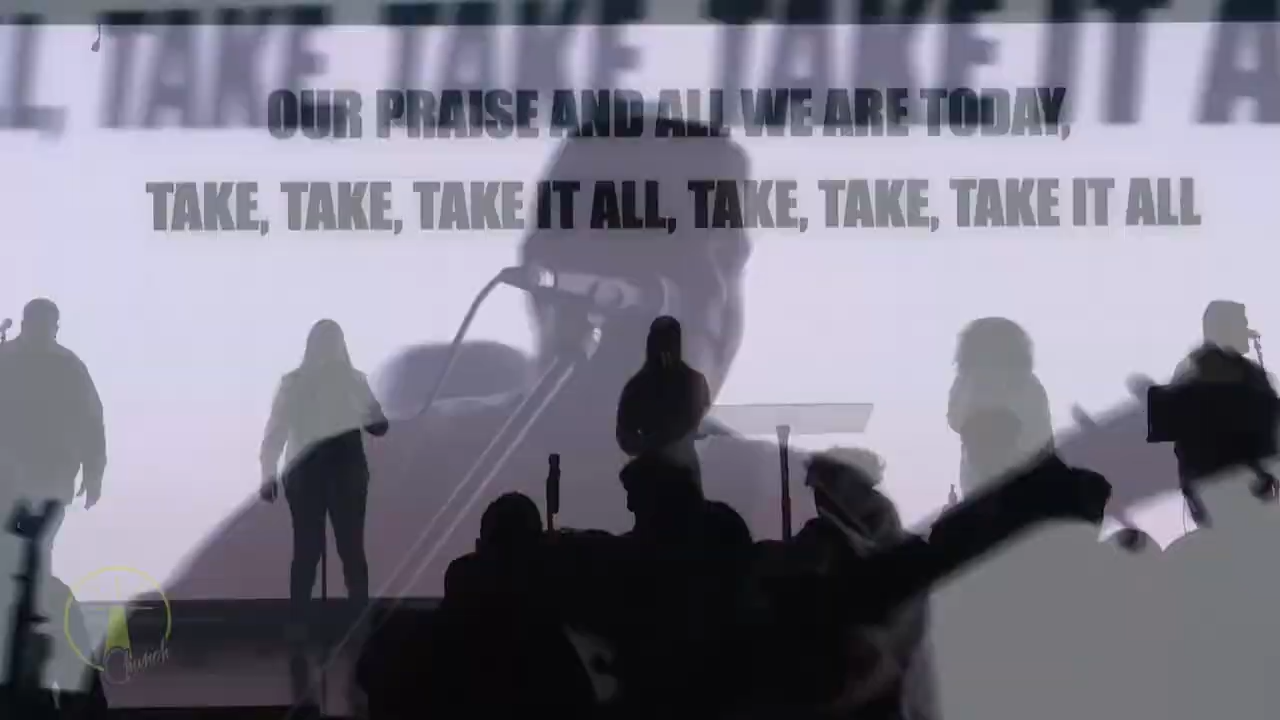 L, TAKE, TAKE, TAKE IT A
OUR PRAISE AND ALL WE ARE TODAY,
TAKE, TAKE, TAKE IT ALL, TAKE, TAKE, TAKE IT ALL
Church